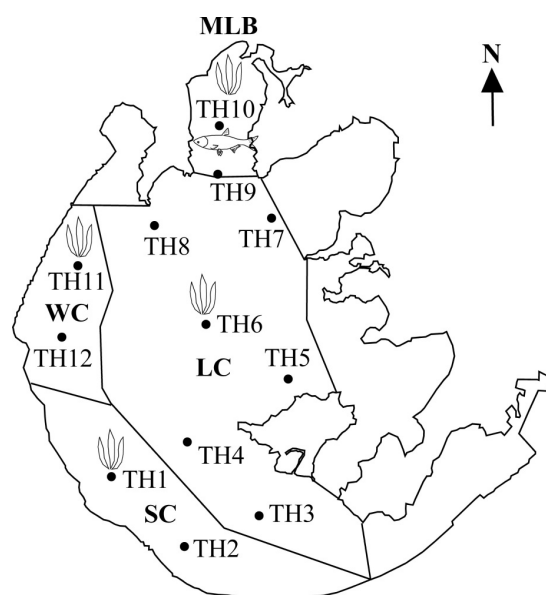 MLB
N
TH10
TH9
TH8
TH7
TH11
WC
TH6
TH12
LC
TH5
TH4
TH1
SC
TH3
TH2